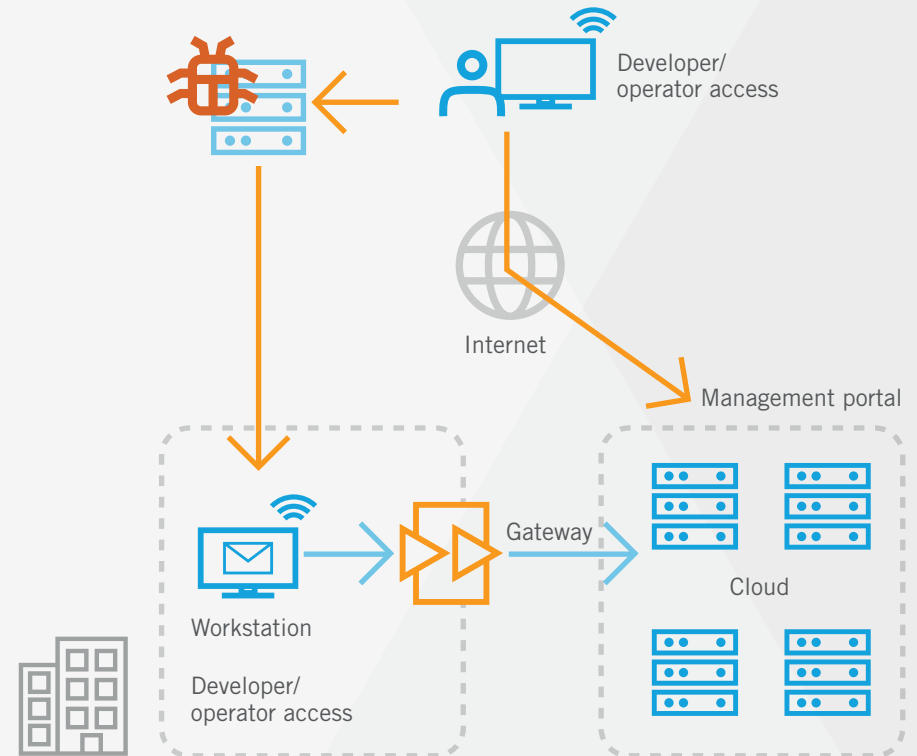 Developer/
operator access
Internet
Management portal
Gateway
Cloud
Workstation
Developer/
operator access